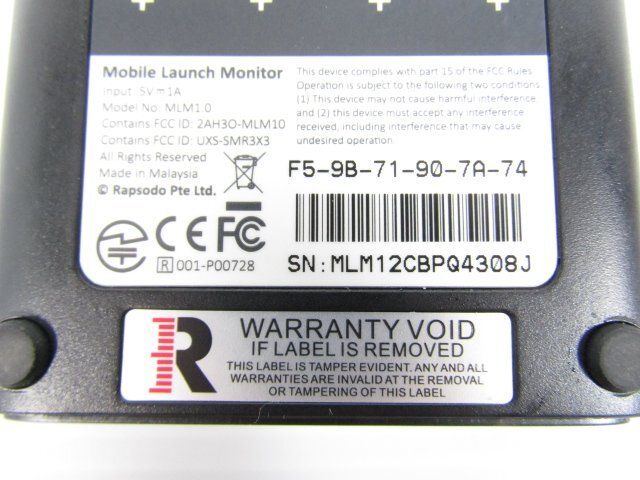 Mobile Launch Monitor
Input: 5V⎓1A
Model No: MLM1.0
Contains FCC ID: 2AH3O-MLM10
Contains FCC ID: UXS-SMR3X3
All Rights Reserved
Made in Malaysia
© Rapsodo Pte Ltd.
This device complies with part 15 of the FCC Rules.
Operation is subject to the following two conditions:
(1) This device may not cause harmful interference
and (2) this device must accept any interference
received, including interference that may cause
undesired operation
F5-9B-71-90-7A-74
CE FC
R 001-P00728
SN:MLM12CBPQ4308J
R
WARRANTY VOID
IF LABEL IS REMOVED
THIS LABEL IS TAMPER EVIDENT. ANY AND ALL
WARRANTIES ARE INVALID AT THE REMOVAL
OR TAMPERING OF THIS LABEL